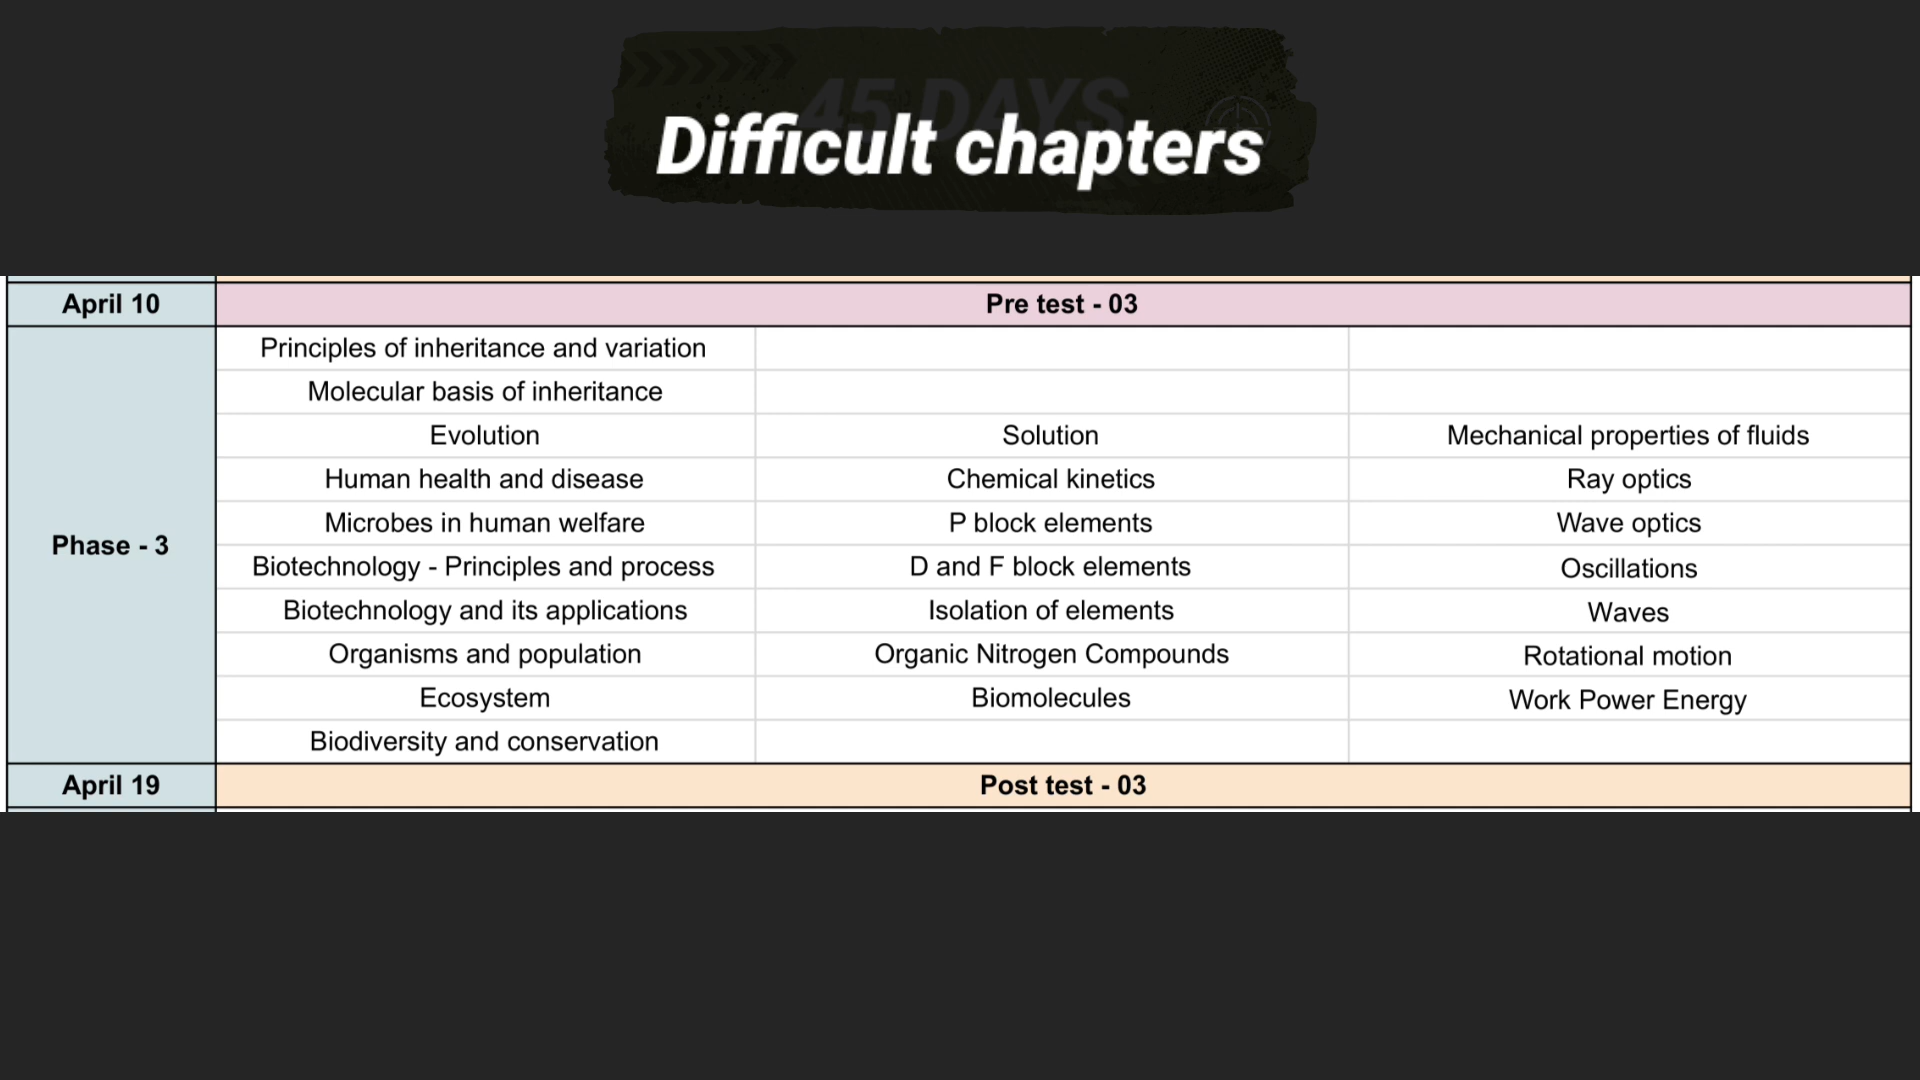 45 DAYS
Difficult chapters
April 10
Pre test - 03
Phase - 3
Principles of inheritance and variation
Molecular basis of inheritance
Evolution
Solution
Mechanical properties of fluids
Human health and disease
Chemical kinetics
Ray optics
Microbes in human welfare
P block elements
Wave optics
Biotechnology - Principles and process
D and F block elements
Oscillations
Biotechnology and its applications
Isolation of elements
Waves
Organisms and population
Organic Nitrogen Compounds
Rotational motion
Ecosystem
Biomolecules
Work Power Energy
Biodiversity and conservation
April 19
Post test - 03